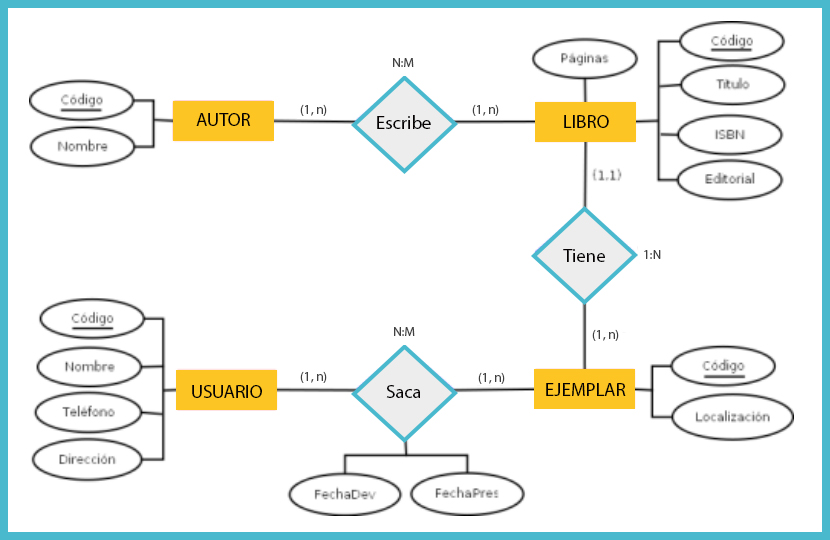 N:M
Código
Nombre
AUTOR
(1, n)
Escribe
(1, n)
Páginas
LIBRO
Código
Titulo
ISBN
Editorial
(1.1)
Tiene
1:N
(1, n)
Código
Nombre
Teléfono
Dirección
USUARIO
(1, n)
N:M
Saca
(1, n)
EJEMPLAR
Código
Localización
FechaDev
FechaPres